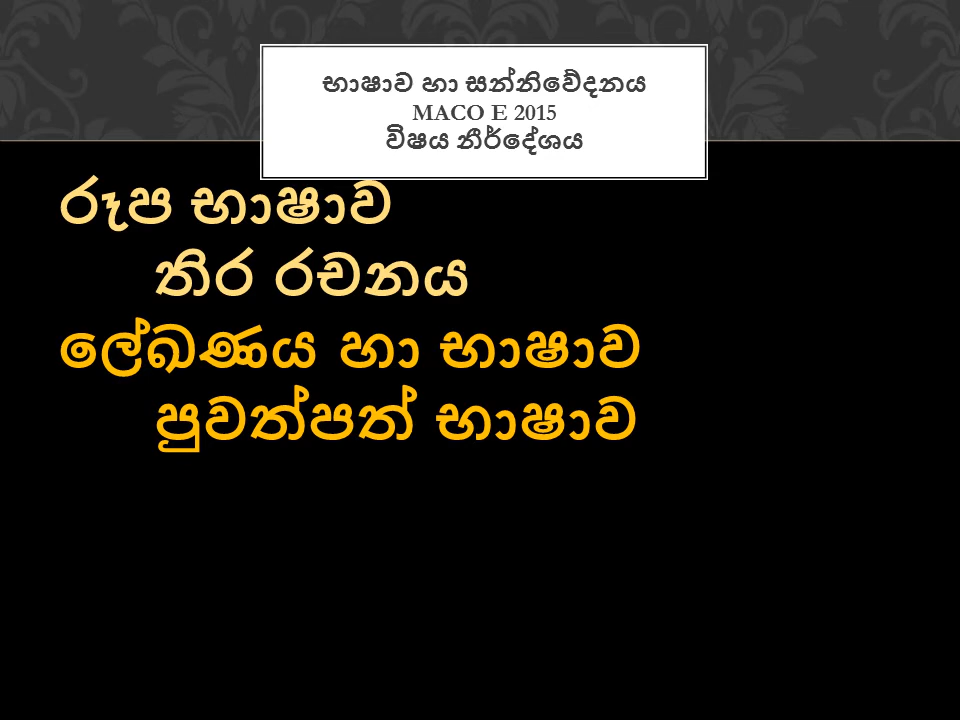 භාෂාව හා සන්නිවේදනය
MACO E 2015
විෂය නීර්දේශය
රූප භාෂාව
තිර රචනය
ලේඛණය හා භාෂාව
පුවත්පත් භාෂාව